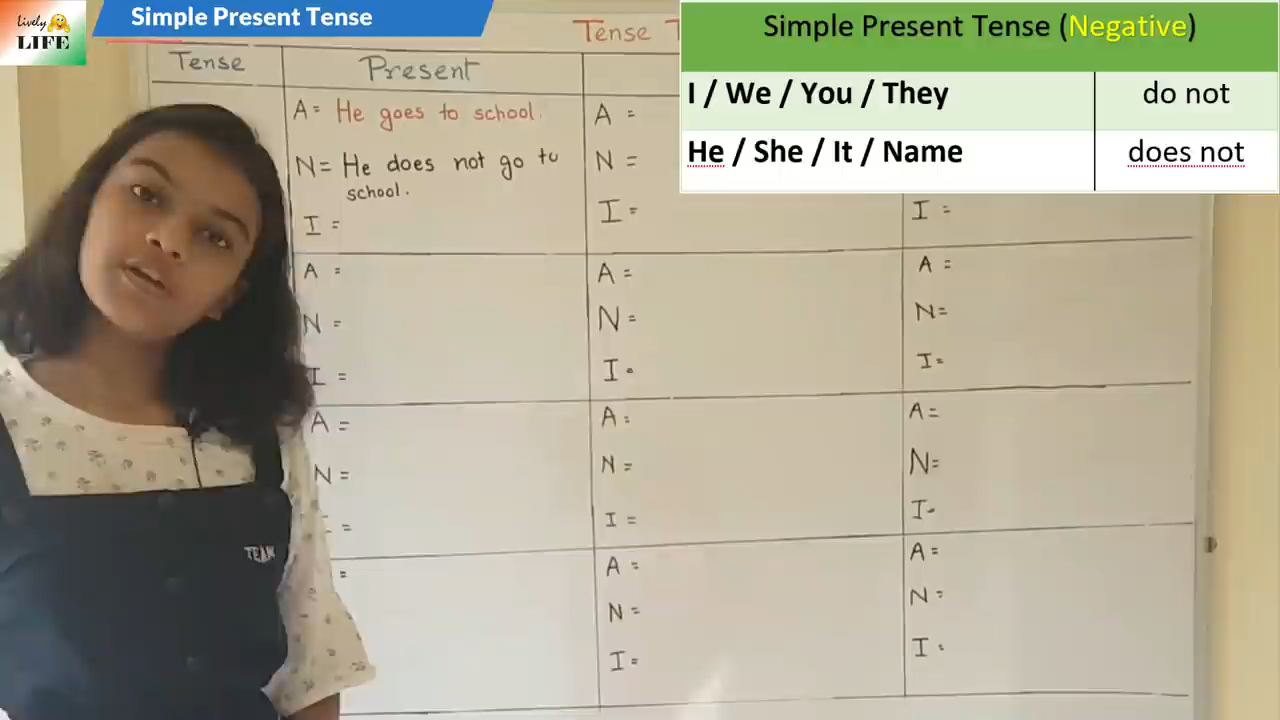 Lively
LIFE
Simple Present Tense
Simple Present Tense (Negative)
I / We / You / They do not
He / She / It / Name does not
Tense
Tense Present
A= He goes to school.
N= He does not go to
school.
I =
A =
N =
I =
A =
N =
I =
A =
N =
I =
A =
N =
=
=
A =
N =
I =
A =
N =
I =
A =
N =
I =
I =
A =
N=
I=
A =
N=
I=
A =
N =
I =
TEAM